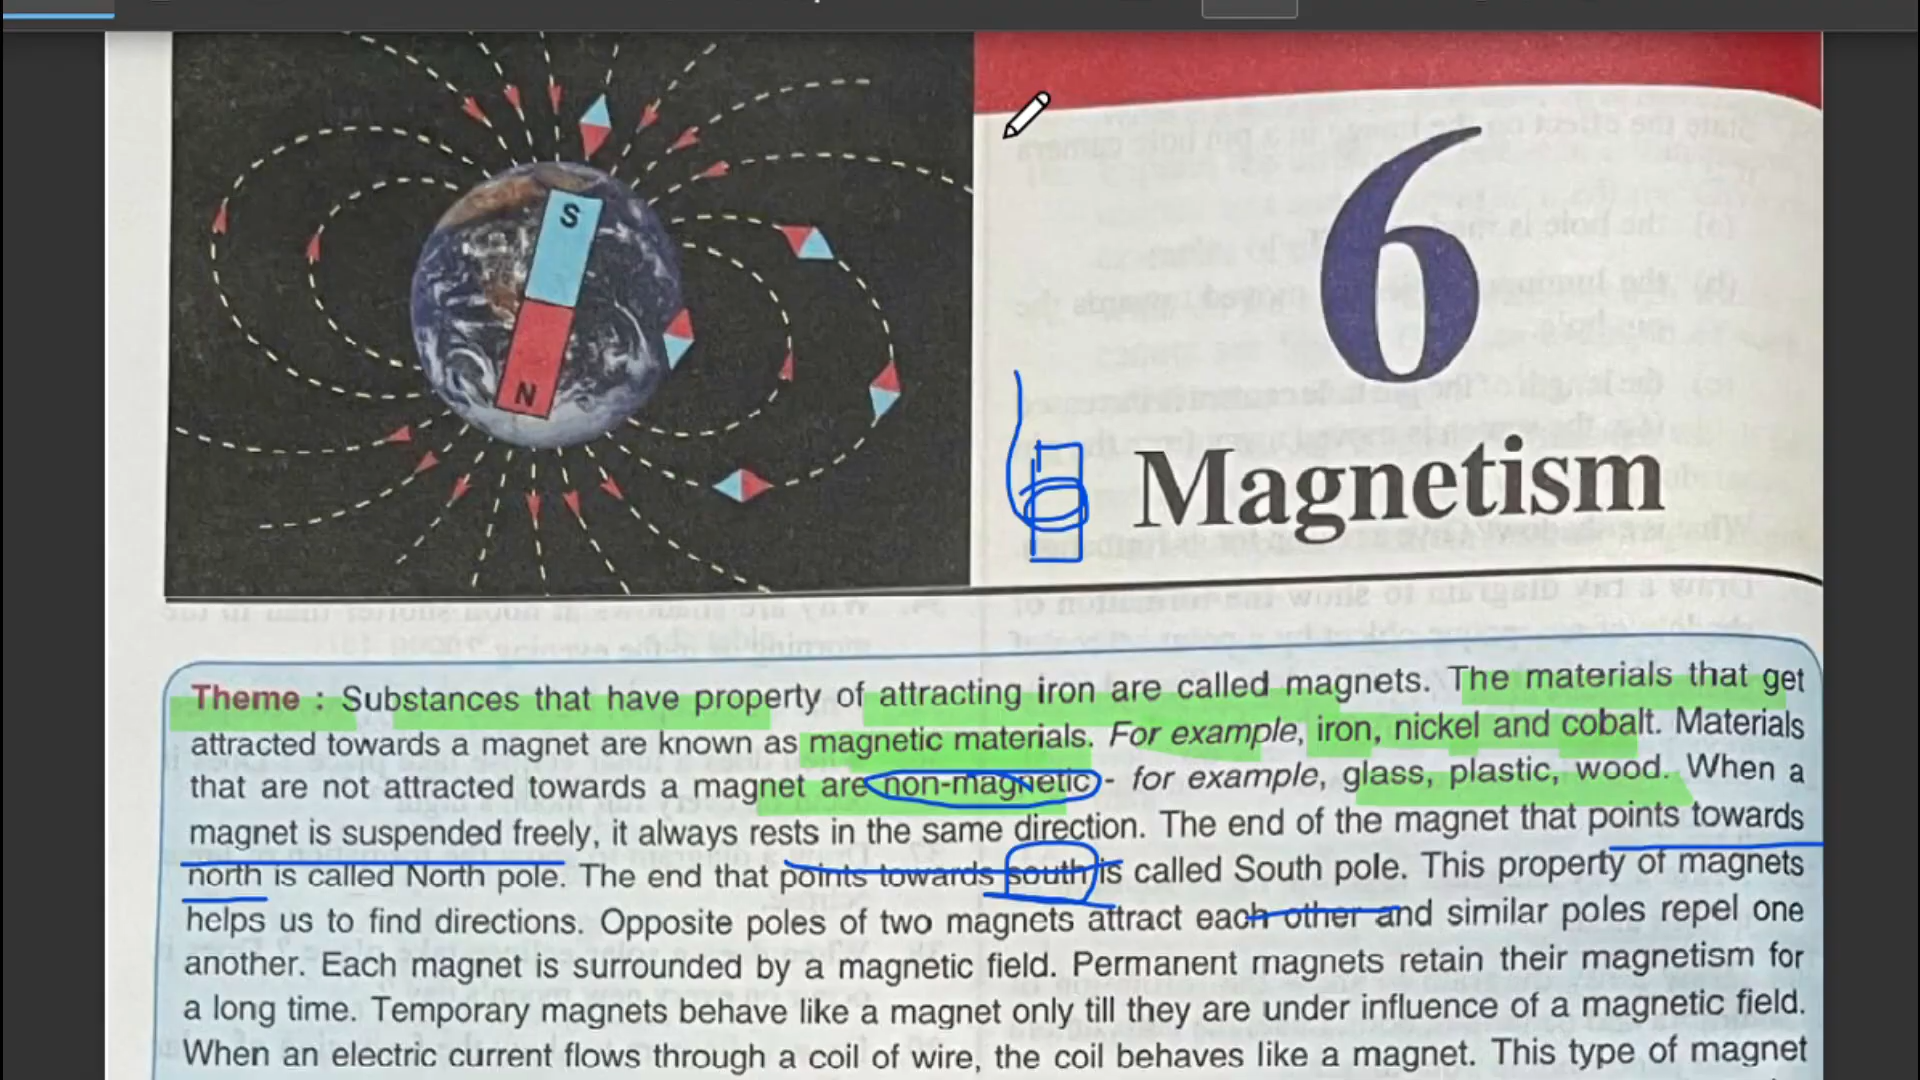 S
N
6
Magnetism
Theme : Substances that have property of attracting iron are called magnets. The materials that get
attracted towards a magnet are known as magnetic materials. For example, iron, nickel and cobalt. Materials
that are not attracted towards a magnet are non-magnetic - for example, glass, plastic, wood. When a
magnet is suspended freely, it always rests in the same direction. The end of the magnet that points towards
north is called North pole. The end that points towards south is called South pole. This property of magnets
helps us to find directions. Opposite poles of two magnets attract each other and similar poles repel one
another. Each magnet is surrounded by a magnetic field. Permanent magnets retain their magnetism for
a long time. Temporary magnets behave like a magnet only till they are under influence of a magnetic field.
When an electric current flows through a coil of wire, the coil behaves like a magnet. This type of magnet